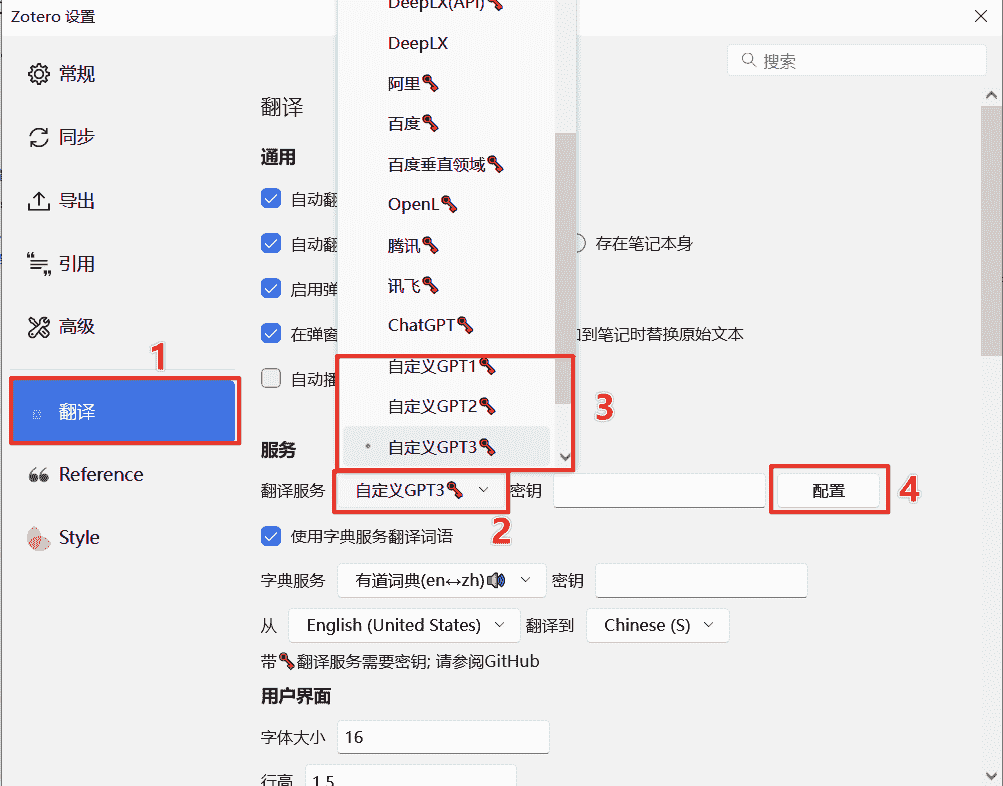 Zotero 设置
常规
同步
导出
引用
高级
1
翻译
Reference
Style
搜索
翻译
通用
自动翻
自动翻
存在笔记本身
启用弹
在弹窗
到笔记时替换原始文本
自动播
DeepLX(API)
DeepLX
阿里
百度
百度垂直领域
OpenL
腾讯
讯飞
ChatGPT
自定义GPT1
自定义GPT2
自定义GPT3
3
服务
翻译服务 自定义GPT3 密钥 配置
2
4
使用字典服务翻译词语
字典服务 有道词典(en↔zh) 密钥
从 English (United States) 翻译到 Chinese (S)
带🔑翻译服务需要密钥; 请参阅GitHub
用户界面
字体大小 16
行高 1.5